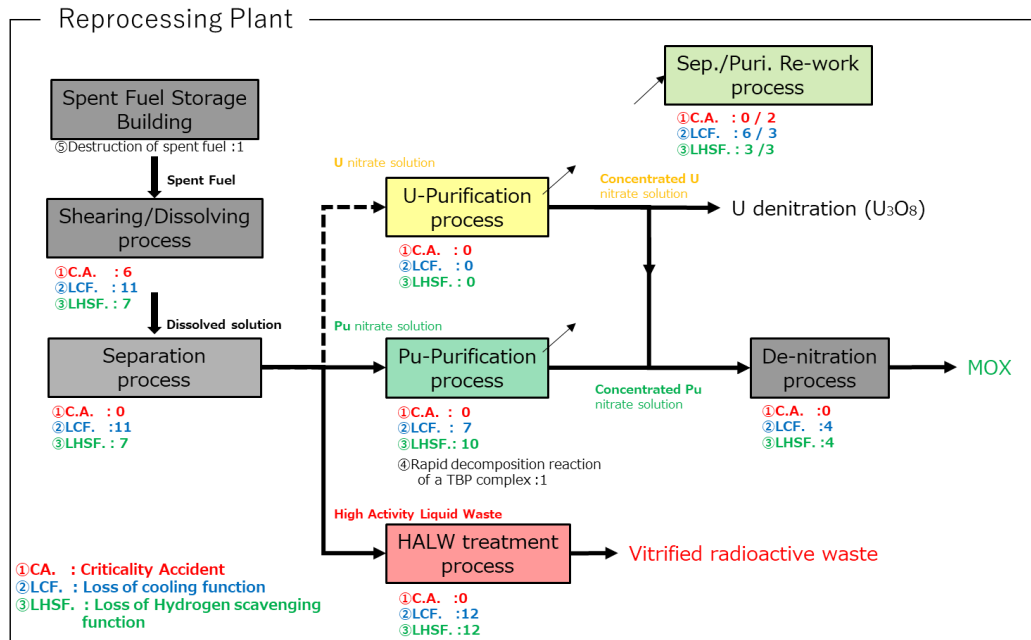 Reprocessing Plant
Spent Fuel Storage
Building
⑤Destruction of spent fuel :1
Spent Fuel
Shearing/Dissolving
process
①C.A. : 6
②LCF. : 11
③LHSF. : 7
Dissolved solution
Separation
process
①C.A. : 0
②LCF. :11
③LHSF. : 7
Sep./Puri. Re-work
process
①C.A. : 0 / 2
②LCF. : 6 / 3
③LHSF. : 3 /3
U nitrate solution
U-Purification
process
①C.A. : 0
②LCF. : 0
③LHSF. : 0
Concentrated U
nitrate solution
U denitration (U₃O₈)
Pu nitrate solution
Pu-Purification
process
①C.A. : 0
②LCF. : 7
③LHSF.: 10
④Rapid decomposition reaction
of a TBP complex :1
Concentrated Pu
nitrate solution
De-nitration
process
①C.A. :0
②LCF. :4
③LHSF. :4
MOX
High Activity Liquid Waste
HALW treatment
process
①C.A. :0
②LCF. :12
③LHSF. :12
Vitrified radioactive waste
①CA. : Criticality Accident
②LCF. : Loss of cooling function
③LHSF. : Loss of Hydrogen scavenging
function